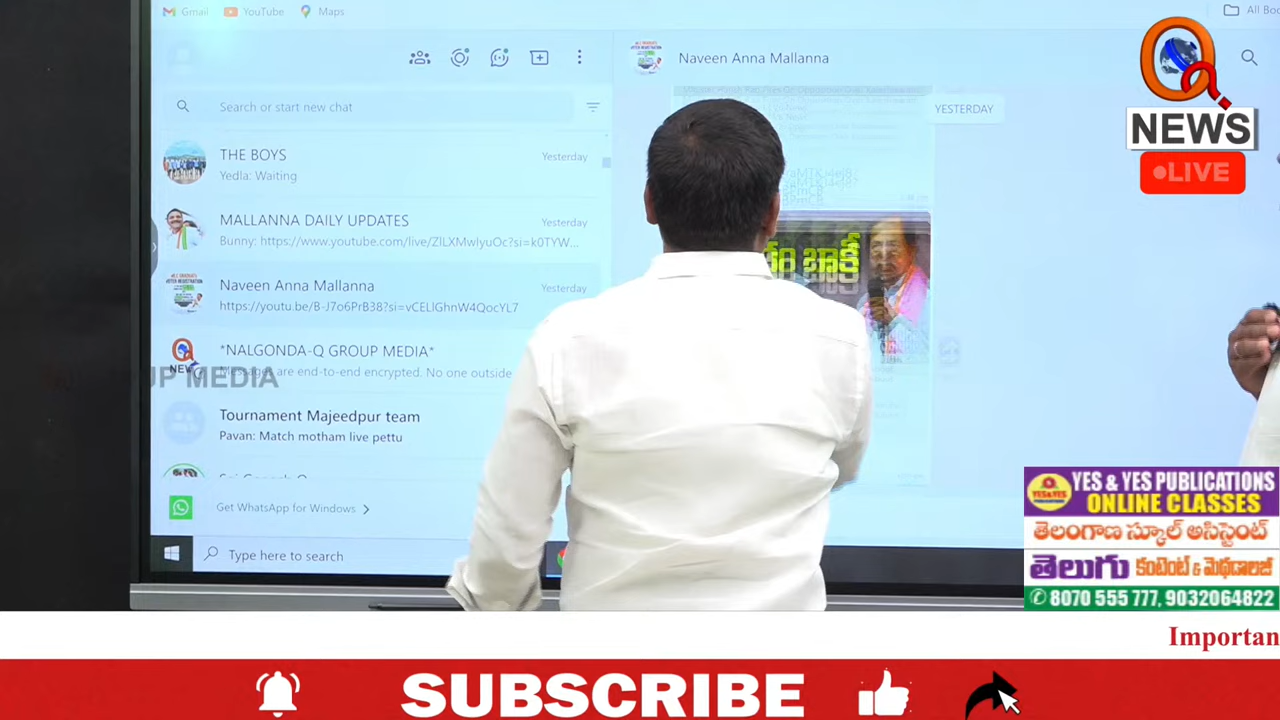 Gmail
YouTube
Maps
All
Search or start new chat
THE BOYS
Yesterday
Yedla: Waiting
MALLANNA DAILY UPDATES
Yesterday
Bunny: https://www.youtube.com/live/ZlLXMwlyuOc?si=k0TYW...
Naveen Anna Mallanna
Yesterday
https://youtu.be/B-J7o6PrB38?si=vCELlGhnW4QocYL7
*NALGONDA-Q GROUP MEDIA*
Messages are end-to-end encrypted. No one outside
UP MEDIA
Tournament Majeedpur team
Pavan: Match motham live pettu
Get WhatsApp for Windows
Type here to search
Naveen Anna Mallanna
YESTERDAY
బాకీ
Q
NEWS
LIVE
YES & YES PUBLICATIONS
ONLINE CLASSES
తెలంగాణ స్కూల్ అసిస్టెంట్
తెలుగు కంటెంట్ & మెథడాలజీ
8070 555 777, 9032064822
Importan
SUBSCRIBE